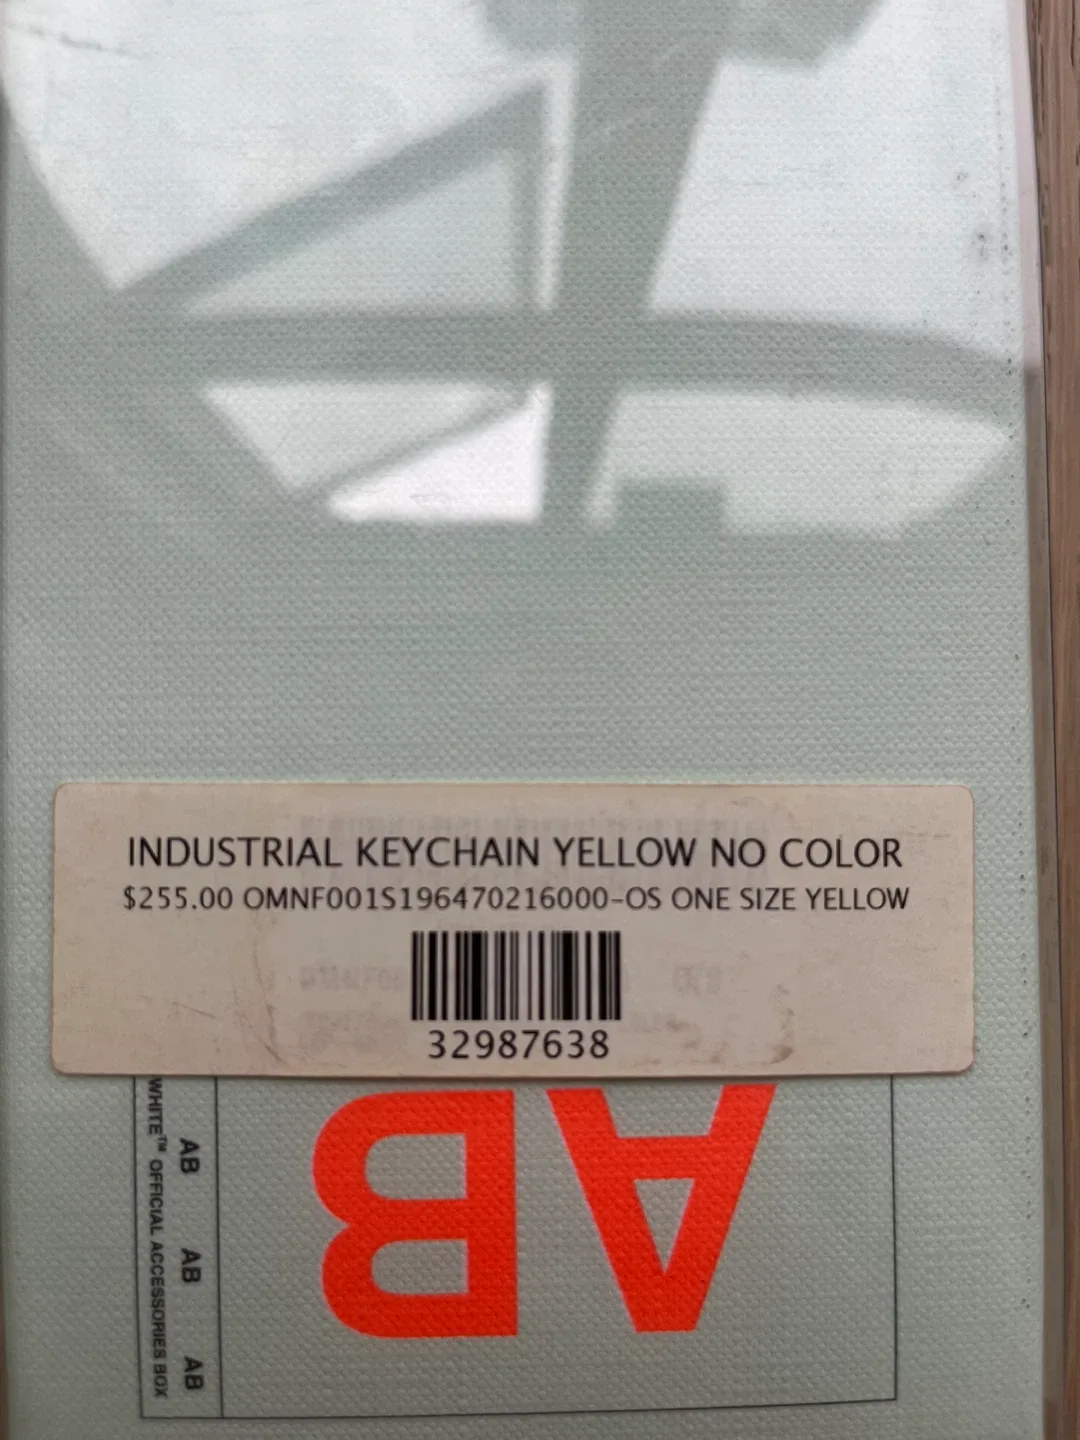 INDUSTRIAL KEYCHAIN YELLOW NO COLOR
$255.00 OMNF001S196470216000-OS ONE SIZE YELLOW
32987638
AB
AB
AB
AB
WHITE™ OFFICIAL ACCESSORIES BOX